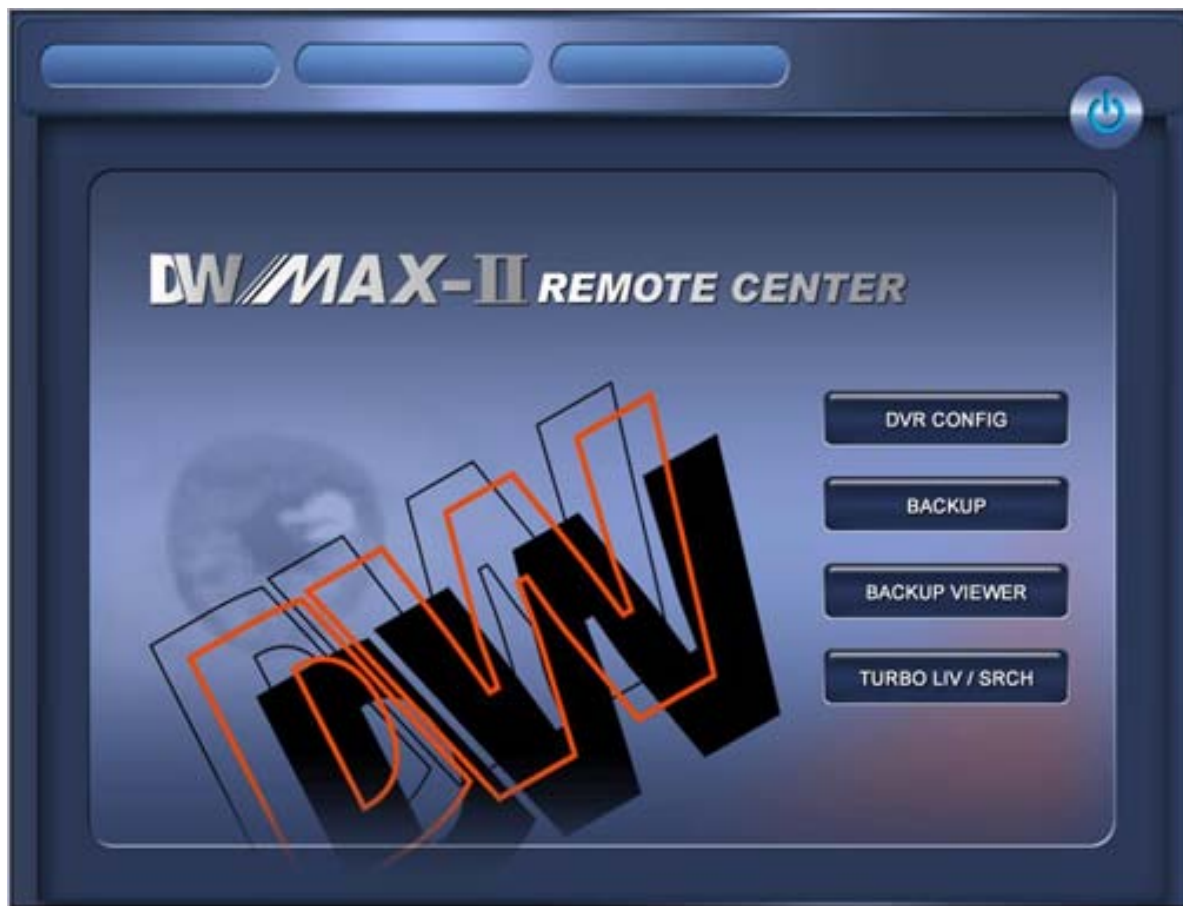 DW/MAX-II REMOTE CENTER
DVR CONFIG
BACKUP
BACKUP VIEWER
TURBO LIV / SRCH
DW